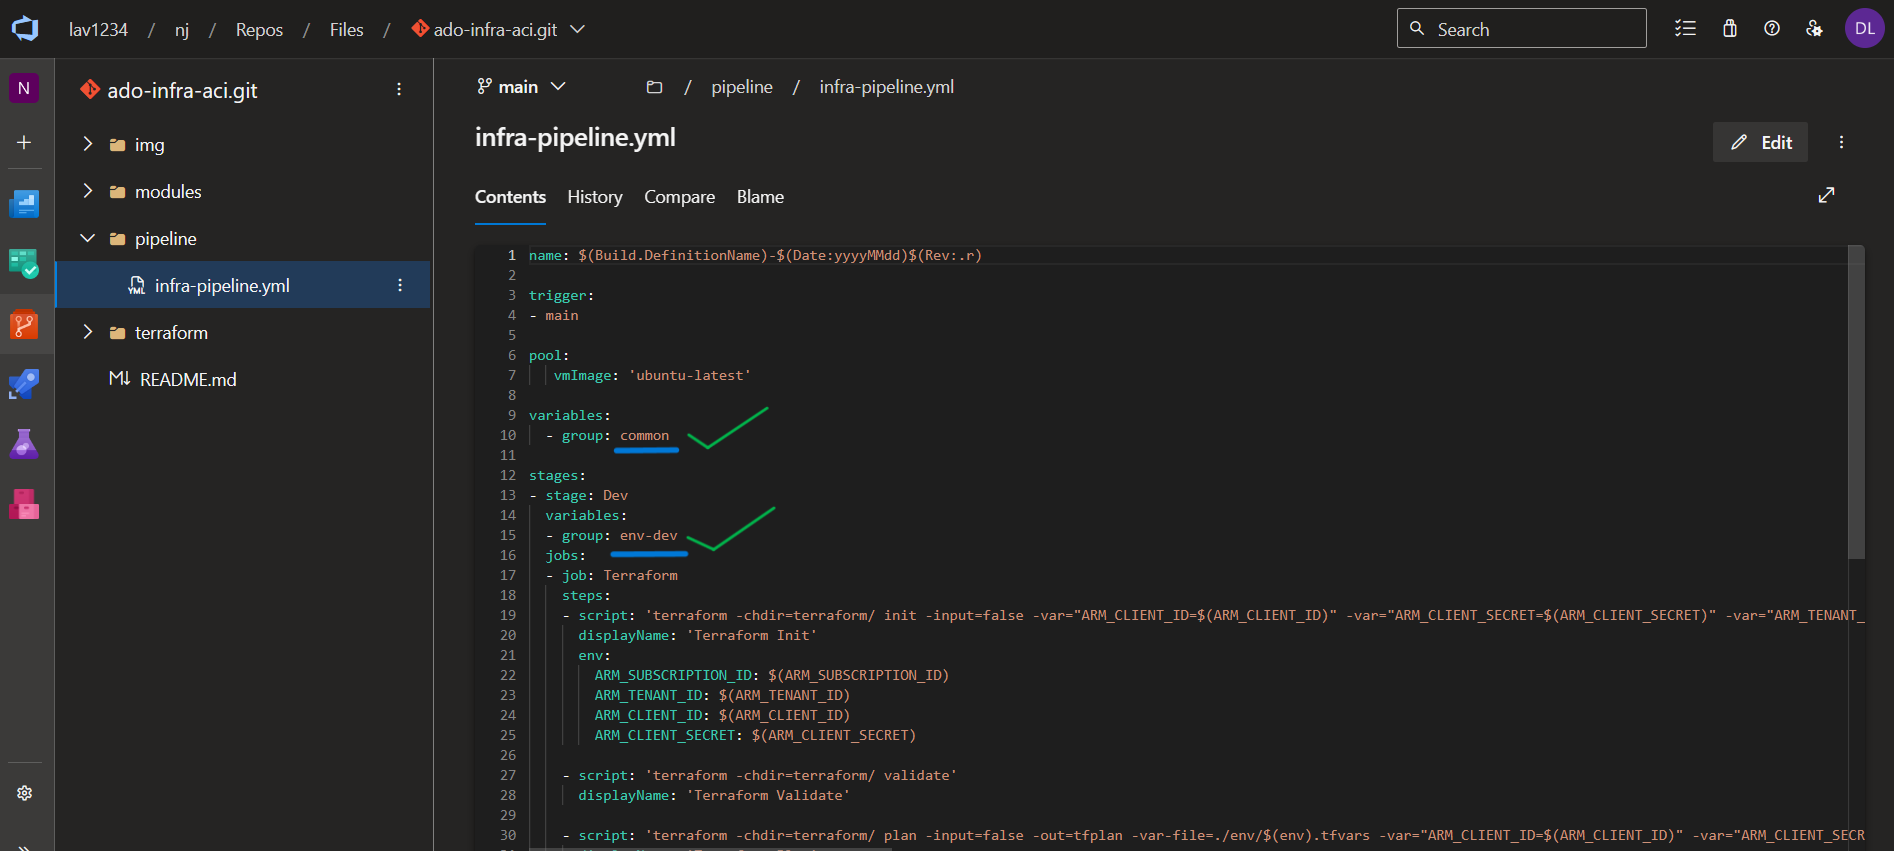 lav1234 / nj / Repos / Files / ado-infra-aci.git
Search
DL
N
ado-infra-aci.git
img
modules
pipeline
YML infra-pipeline.yml
terraform
M↓ README.md
main
/ pipeline / infra-pipeline.yml
infra-pipeline.yml
Edit
Contents History Compare Blame
1 name: $(Build.DefinitionName)-$(Date:yyyyMMdd)$(Rev:.r)
2
3 trigger:
4 - main
5
6 pool:
7 vmImage: 'ubuntu-latest'
8
9 variables:
10 - group: common
11
12 stages:
13 - stage: Dev
14 variables:
15 - group: env-dev
16 jobs:
17 - job: Terraform
18 steps:
19 - script: 'terraform -chdir=terraform/ init -input=false -var="ARM_CLIENT_ID=$(ARM_CLIENT_ID)" -var="ARM_CLIENT_SECRET=$(ARM_CLIENT_SECRET)" -var="ARM_TENANT_
20 displayName: 'Terraform Init'
21 env:
22 ARM_SUBSCRIPTION_ID: $(ARM_SUBSCRIPTION_ID)
23 ARM_TENANT_ID: $(ARM_TENANT_ID)
24 ARM_CLIENT_ID: $(ARM_CLIENT_ID)
25 ARM_CLIENT_SECRET: $(ARM_CLIENT_SECRET)
26
27 - script: 'terraform -chdir=terraform/ validate'
28 displayName: 'Terraform Validate'
29
30 - script: 'terraform -chdir=terraform/ plan -input=false -out=tfplan -var-file=./env/$(env).tfvars -var="ARM_CLIENT_ID=$(ARM_CLIENT_ID)" -var="ARM_CLIENT_SECR